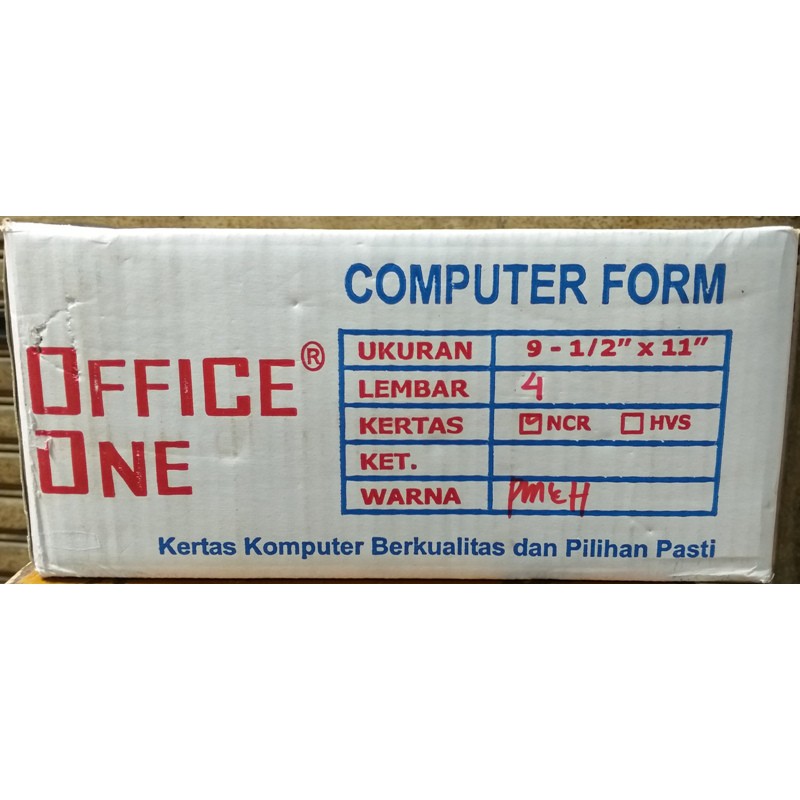 OFFICE®
ONE
COMPUTER FORM
UKURAN 9 - 1/2" x 11"
LEMBAR 4
KERTAS NCR HVS
KET.
WARNA PMKH
Kertas Komputer Berkualitas dan Pilihan Pasti